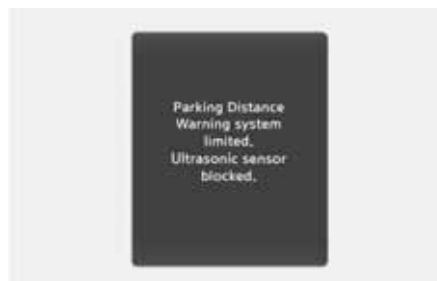 Parking Distance
Warning system
limited.
Ultrasonic sensor
blocked.